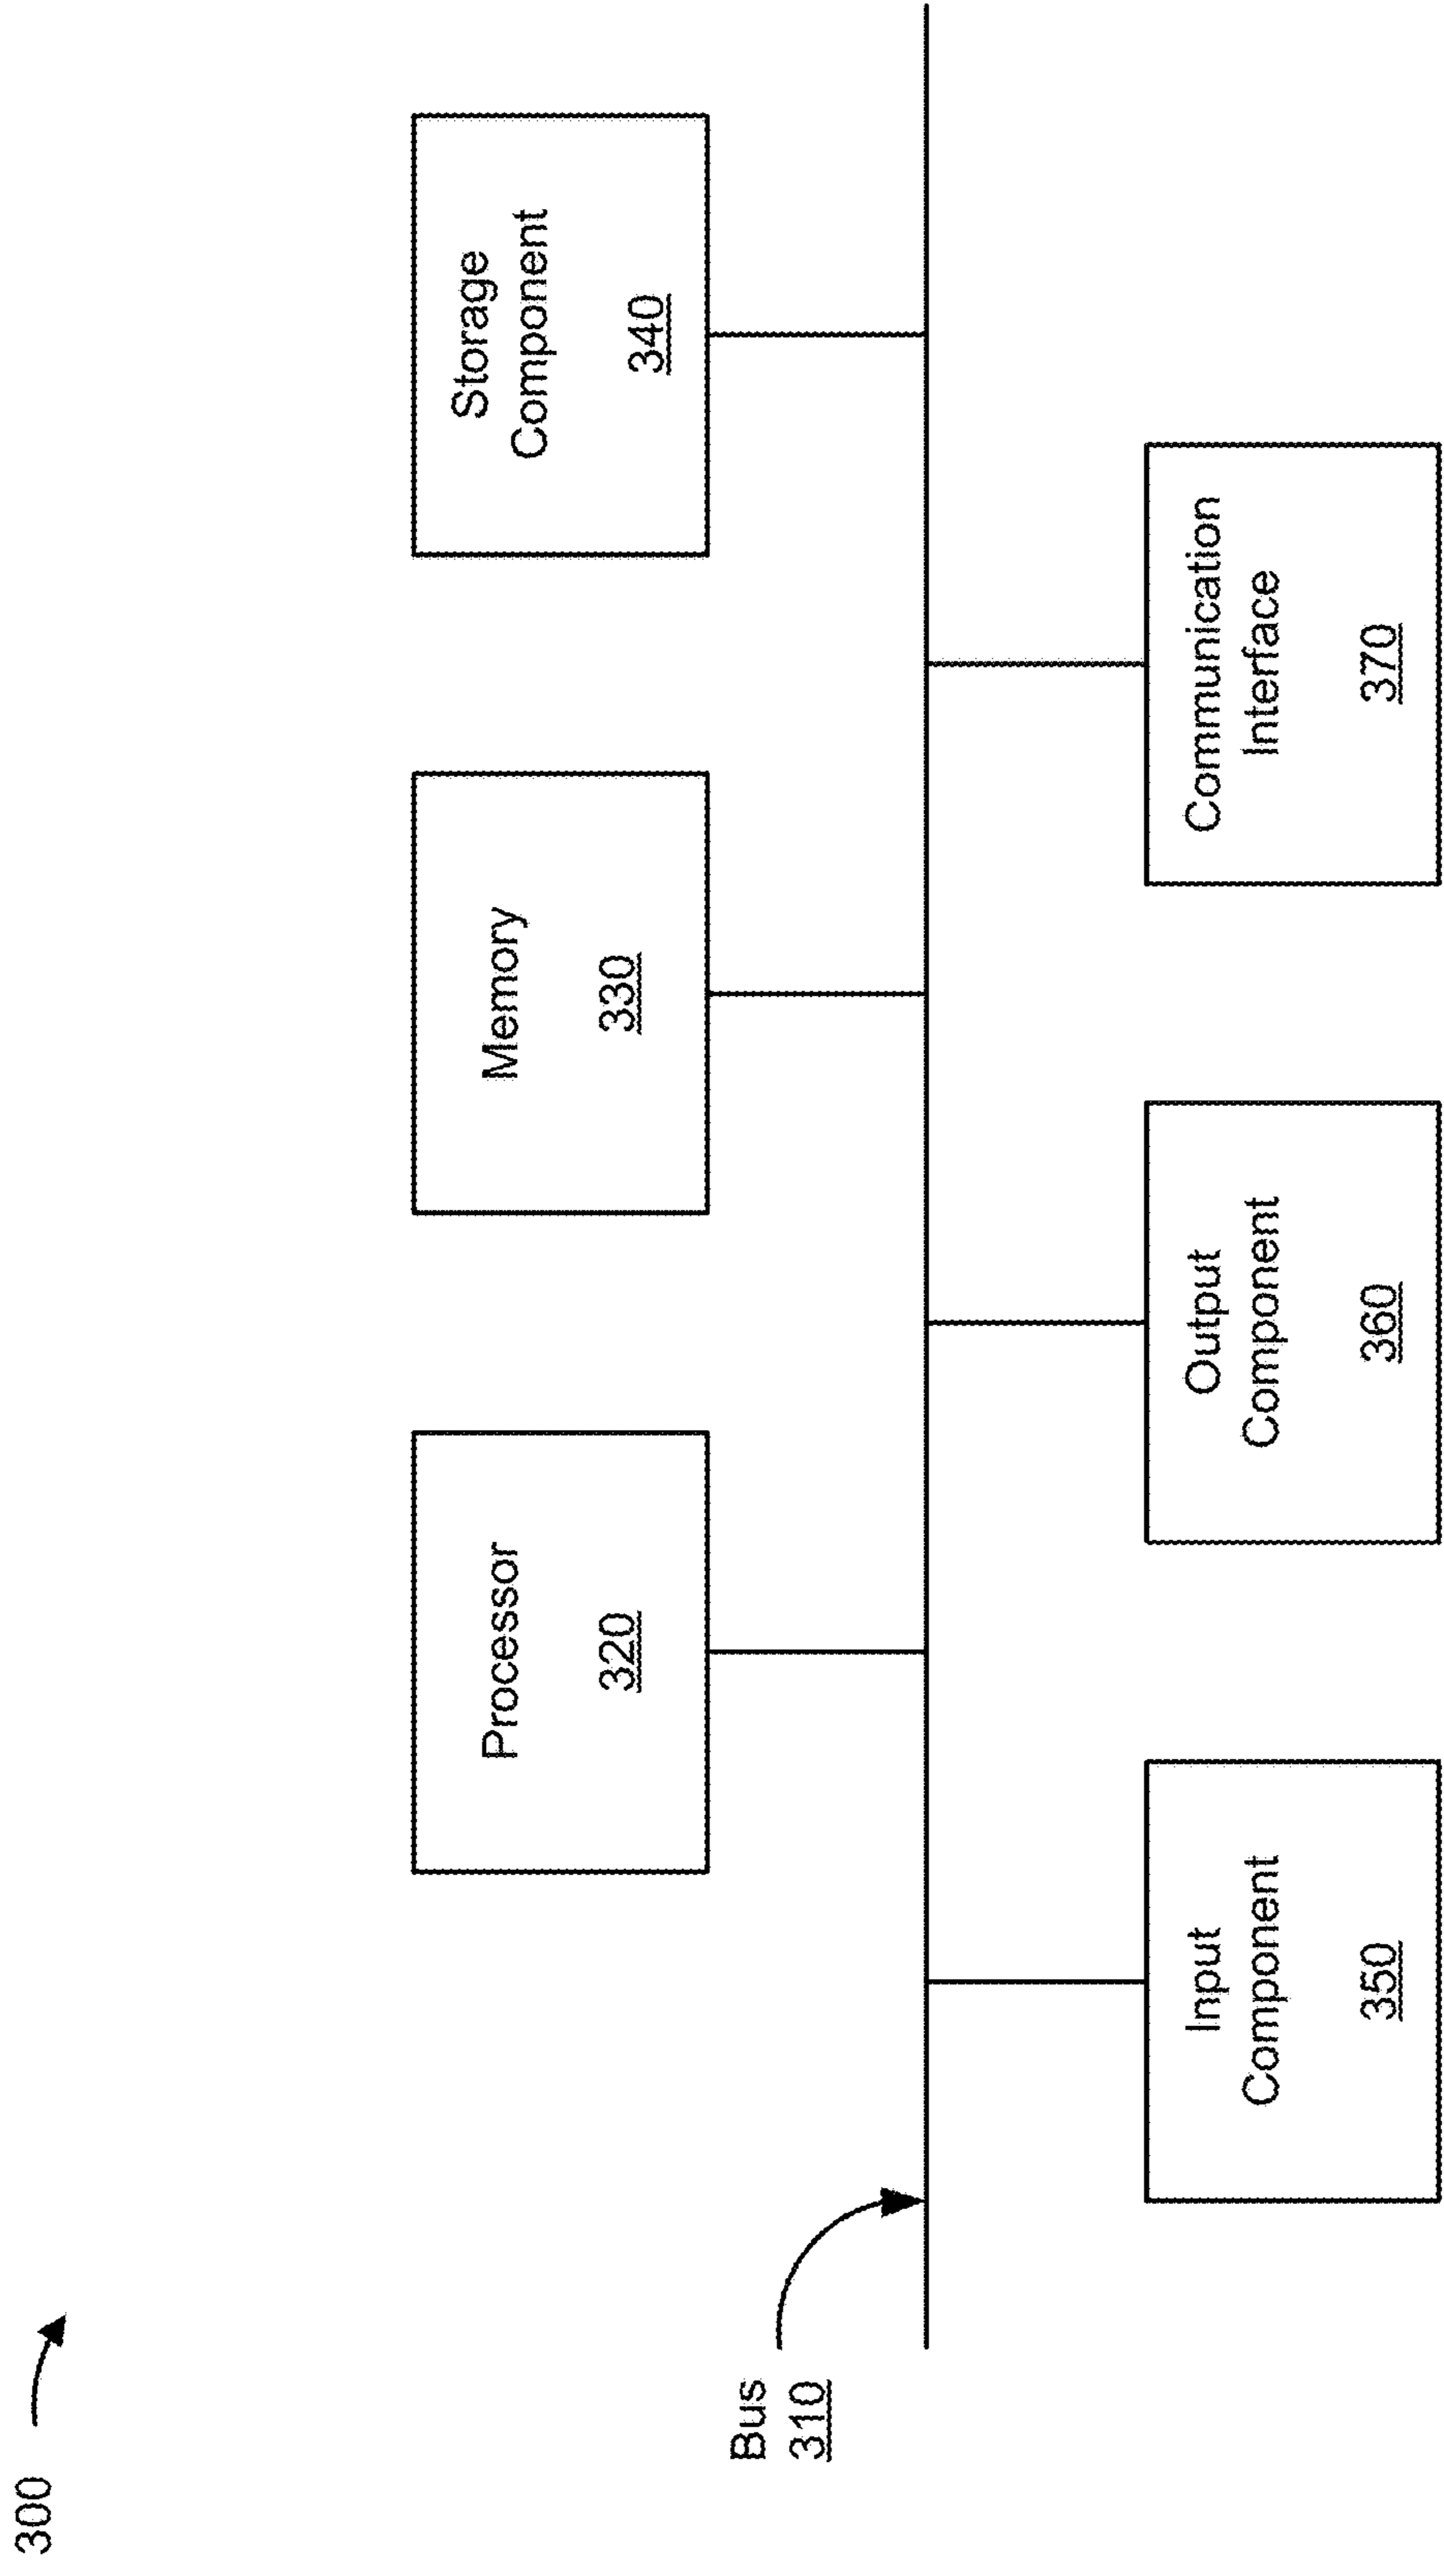 300
Bus
310
Processor
320
Memory
330
Storage
Component
340
Input
Component
350
Output
Component
360
Communication
Interface
370